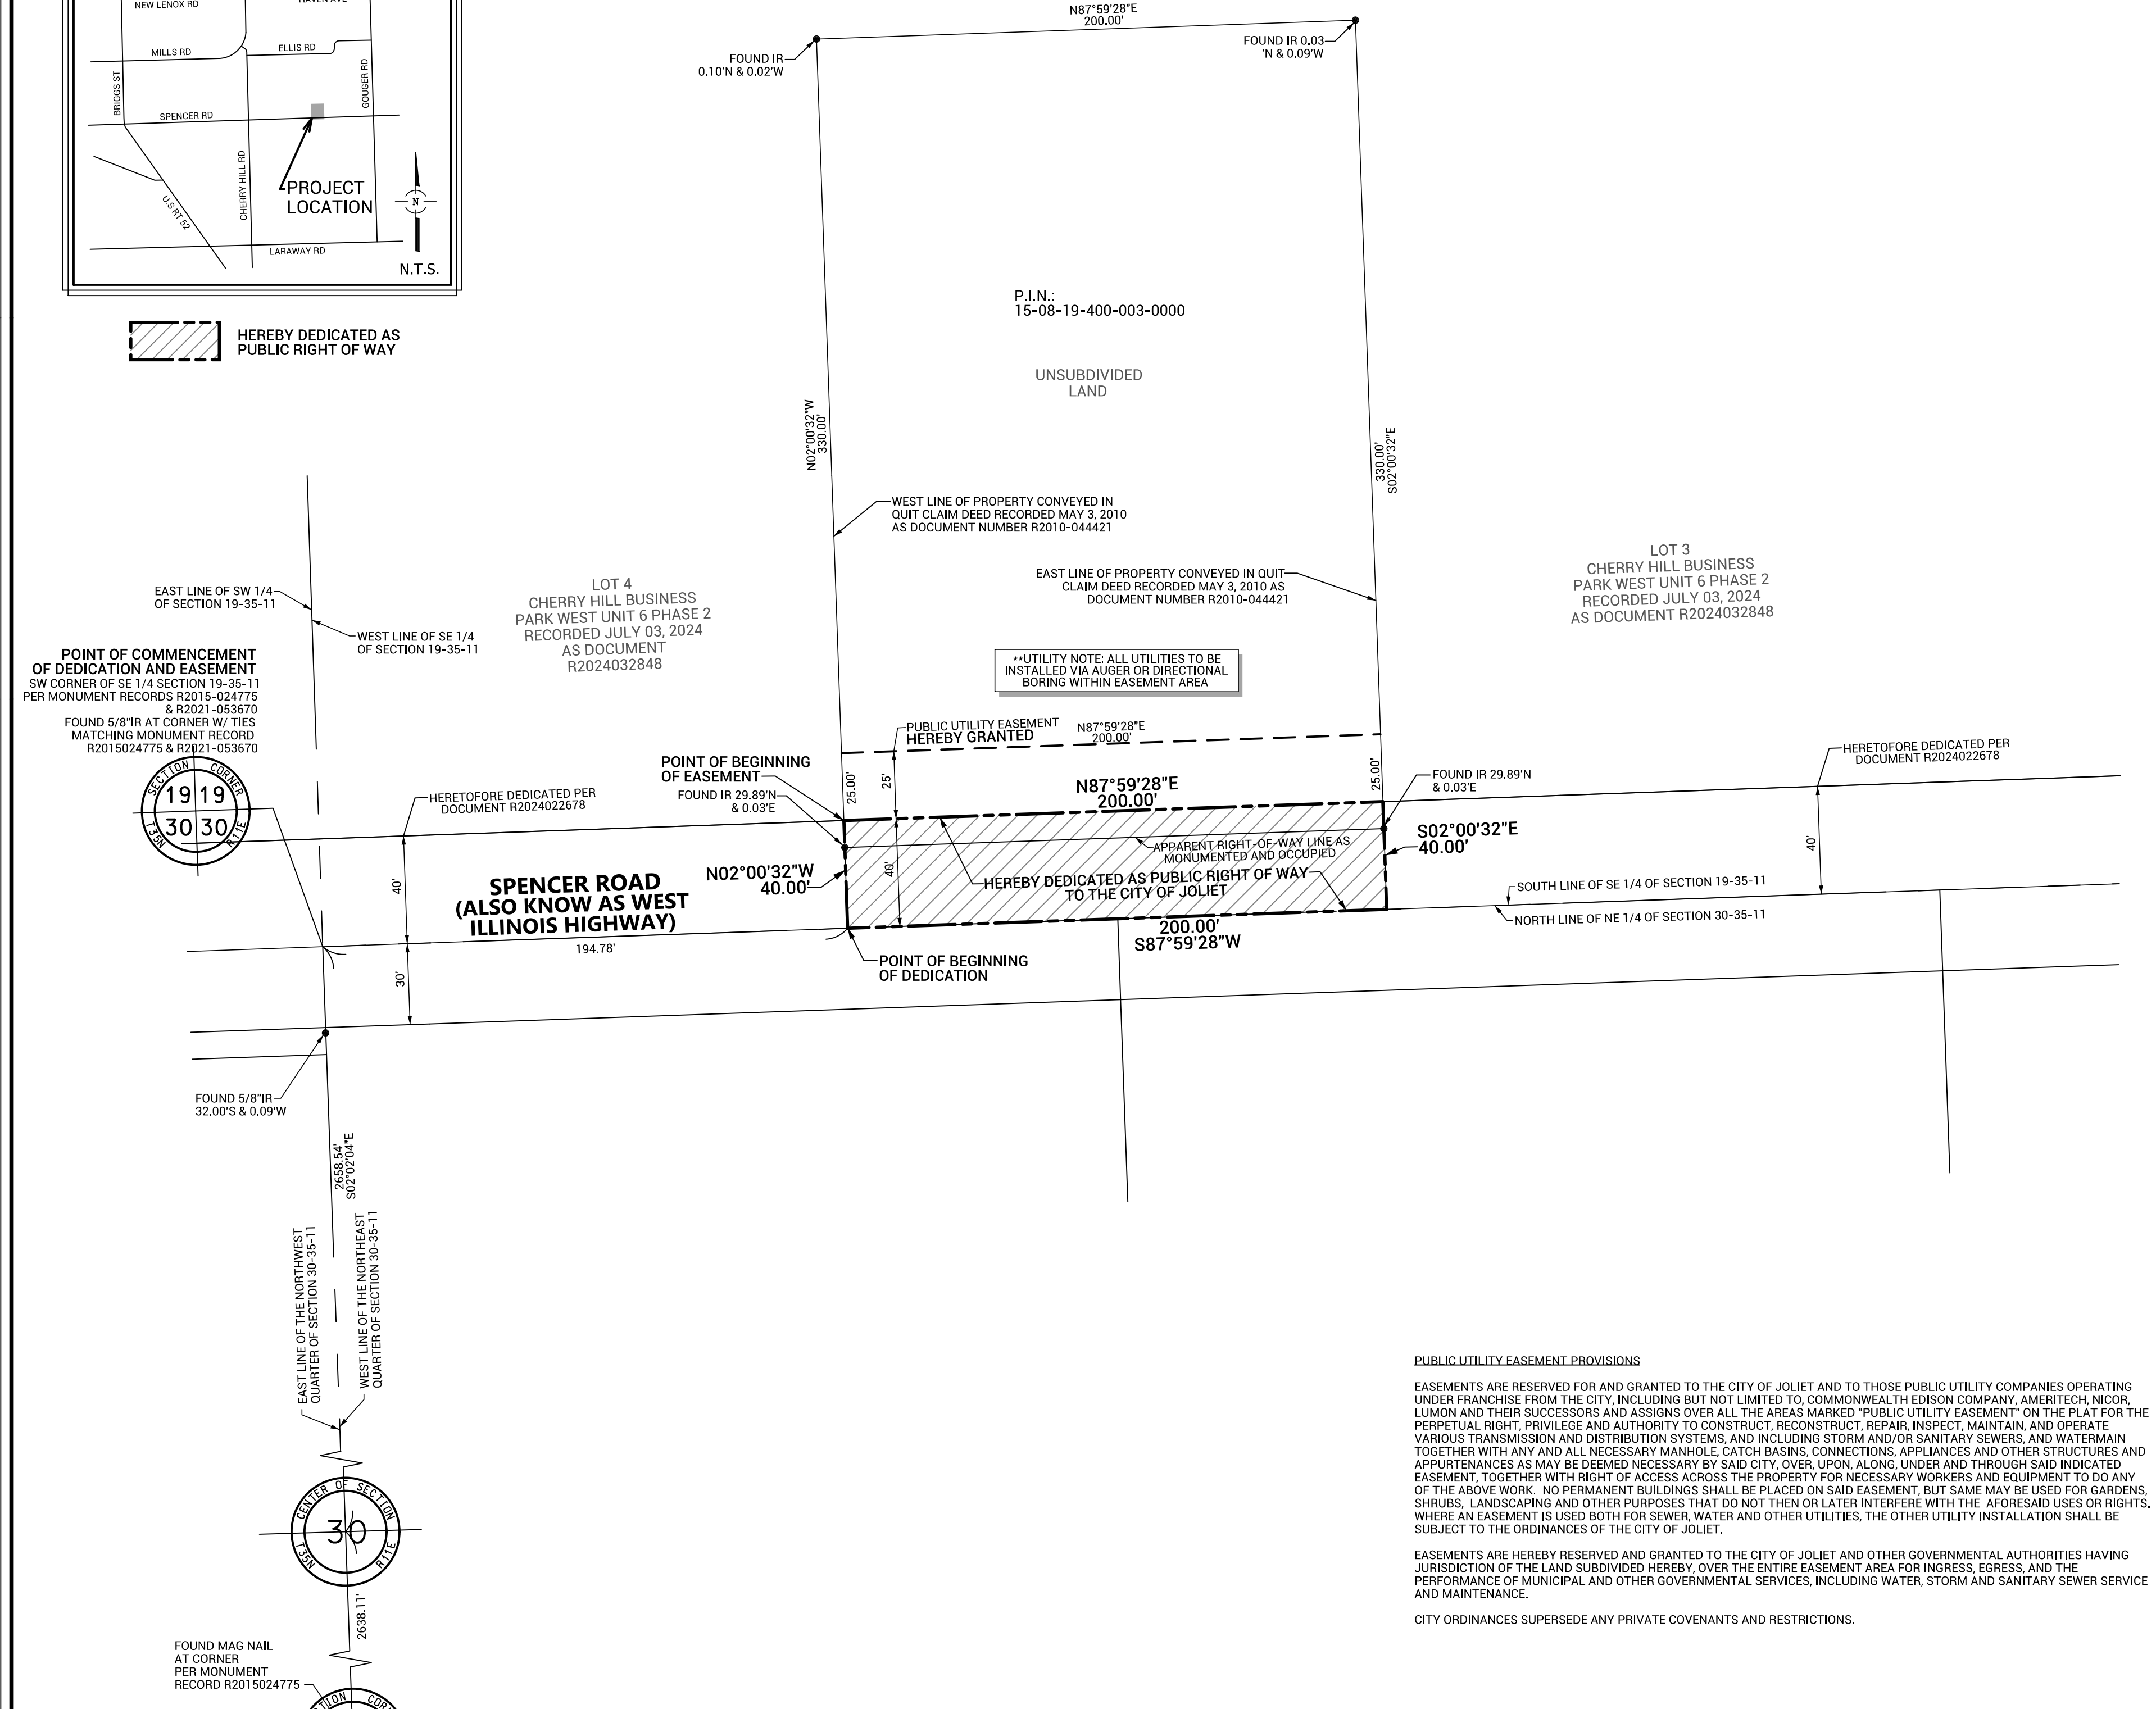 NEW LENOX RD
HAVEN AVE
MILLS RD
ELLIS RD
BRIGGS ST
GOUGER RD
SPENCER RD
CHERRY HILL RD
PROJECT
LOCATION
N
U.S RT 52
LARAWAY RD
N.T.S.
HEREBY DEDICATED AS
PUBLIC RIGHT OF WAY
N87°59'28"E
200.00'
FOUND IR
0.10'N & 0.02'W
FOUND IR 0.03
'N & 0.09'W
P.I.N.:
15-08-19-400-003-0000
UNSUBDIVIDED
LAND
N02°00'32"W
330.00'
330.00'
S02°00'32"E
WEST LINE OF PROPERTY CONVEYED IN
QUIT CLAIM DEED RECORDED MAY 3, 2010
AS DOCUMENT NUMBER R2010-044421
EAST LINE OF PROPERTY CONVEYED IN QUIT
CLAIM DEED RECORDED MAY 3, 2010 AS
DOCUMENT NUMBER R2010-044421
LOT 4
CHERRY HILL BUSINESS
PARK WEST UNIT 6 PHASE 2
RECORDED JULY 03, 2024
AS DOCUMENT
R2024032848
LOT 3
CHERRY HILL BUSINESS
PARK WEST UNIT 6 PHASE 2
RECORDED JULY 03, 2024
AS DOCUMENT R2024032848
EAST LINE OF SW 1/4
OF SECTION 19-35-11
WEST LINE OF SE 1/4
OF SECTION 19-35-11
POINT OF COMMENCEMENT
OF DEDICATION AND EASEMENT
SW CORNER OF SE 1/4 SECTION 19-35-11
PER MONUMENT RECORDS R2015-024775
& R2021-053670
FOUND 5/8"IR AT CORNER W/ TIES
MATCHING MONUMENT RECORD
R2015024775 & R2021-053670
SECTION CORNER
19 19
30 30
T35N R11E
**UTILITY NOTE: ALL UTILITIES TO BE
INSTALLED VIA AUGER OR DIRECTIONAL
BORING WITHIN EASEMENT AREA
PUBLIC UTILITY EASEMENT
HEREBY GRANTED
N87°59'28"E
200.00'
POINT OF BEGINNING
OF EASEMENT
FOUND IR 29.89'N
& 0.03'E
25.00'
25'
N87°59'28"E
200.00'
25.00'
FOUND IR 29.89'N
& 0.03'E
HERETOFORE DEDICATED PER
DOCUMENT R2024022678
HERETOFORE DEDICATED PER
DOCUMENT R2024022678
S02°00'32"E
40.00'
40'
APPARENT RIGHT-OF-WAY LINE AS
MONUMENTED AND OCCUPIED
40'
40'
SPENCER ROAD
(ALSO KNOW AS WEST
ILLINOIS HIGHWAY)
N02°00'32"W
40.00'
HEREBY DEDICATED AS PUBLIC RIGHT OF WAY
TO THE CITY OF JOLIET
SOUTH LINE OF SE 1/4 OF SECTION 19-35-11
NORTH LINE OF NE 1/4 OF SECTION 30-35-11
194.78'
200.00'
S87°59'28"W
30'
POINT OF BEGINNING
OF DEDICATION
FOUND 5/8"IR
32.00'S & 0.09'W
2658.54'
S02°02'04"E
EAST LINE OF THE NORTHWEST
QUARTER OF SECTION 30-35-11
WEST LINE OF THE NORTHEAST
QUARTER OF SECTION 30-35-11
CENTER OF SECTION
30
T35N R11E
2638.11'
FOUND MAG NAIL
AT CORNER
PER MONUMENT
RECORD R2015024775
PUBLIC UTILITY EASEMENT PROVISIONS
EASEMENTS ARE RESERVED FOR AND GRANTED TO THE CITY OF JOLIET AND TO THOSE PUBLIC UTILITY COMPANIES OPERATING
UNDER FRANCHISE FROM THE CITY, INCLUDING BUT NOT LIMITED TO, COMMONWEALTH EDISON COMPANY, AMERITECH, NICOR,
LUMON AND THEIR SUCCESSORS AND ASSIGNS OVER ALL THE AREAS MARKED "PUBLIC UTILITY EASEMENT" ON THE PLAT FOR THE
PERPETUAL RIGHT, PRIVILEGE AND AUTHORITY TO CONSTRUCT, RECONSTRUCT, REPAIR, INSPECT, MAINTAIN, AND OPERATE
VARIOUS TRANSMISSION AND DISTRIBUTION SYSTEMS, AND INCLUDING STORM AND/OR SANITARY SEWERS, AND WATERMAIN
TOGETHER WITH ANY AND ALL NECESSARY MANHOLE, CATCH BASINS, CONNECTIONS, APPLIANCES AND OTHER STRUCTURES AND
APPURTENANCES AS MAY BE DEEMED NECESSARY BY SAID CITY, OVER, UPON, ALONG, UNDER AND THROUGH SAID INDICATED
EASEMENT, TOGETHER WITH RIGHT OF ACCESS ACROSS THE PROPERTY FOR NECESSARY WORKERS AND EQUIPMENT TO DO ANY
OF THE ABOVE WORK. NO PERMANENT BUILDINGS SHALL BE PLACED ON SAID EASEMENT, BUT SAME MAY BE USED FOR GARDENS,
SHRUBS, LANDSCAPING AND OTHER PURPOSES THAT DO NOT THEN OR LATER INTERFERE WITH THE AFORESAID USES OR RIGHTS.
WHERE AN EASEMENT IS USED BOTH FOR SEWER, WATER AND OTHER UTILITIES, THE OTHER UTILITY INSTALLATION SHALL BE
SUBJECT TO THE ORDINANCES OF THE CITY OF JOLIET.
EASEMENTS ARE HEREBY RESERVED AND GRANTED TO THE CITY OF JOLIET AND OTHER GOVERNMENTAL AUTHORITIES HAVING
JURISDICTION OF THE LAND SUBDIVIDED HEREBY, OVER THE ENTIRE EASEMENT AREA FOR INGRESS, EGRESS, AND THE
PERFORMANCE OF MUNICIPAL AND OTHER GOVERNMENTAL SERVICES, INCLUDING WATER, STORM AND SANITARY SEWER SERVICE
AND MAINTENANCE.
CITY ORDINANCES SUPERSEDE ANY PRIVATE COVENANTS AND RESTRICTIONS.